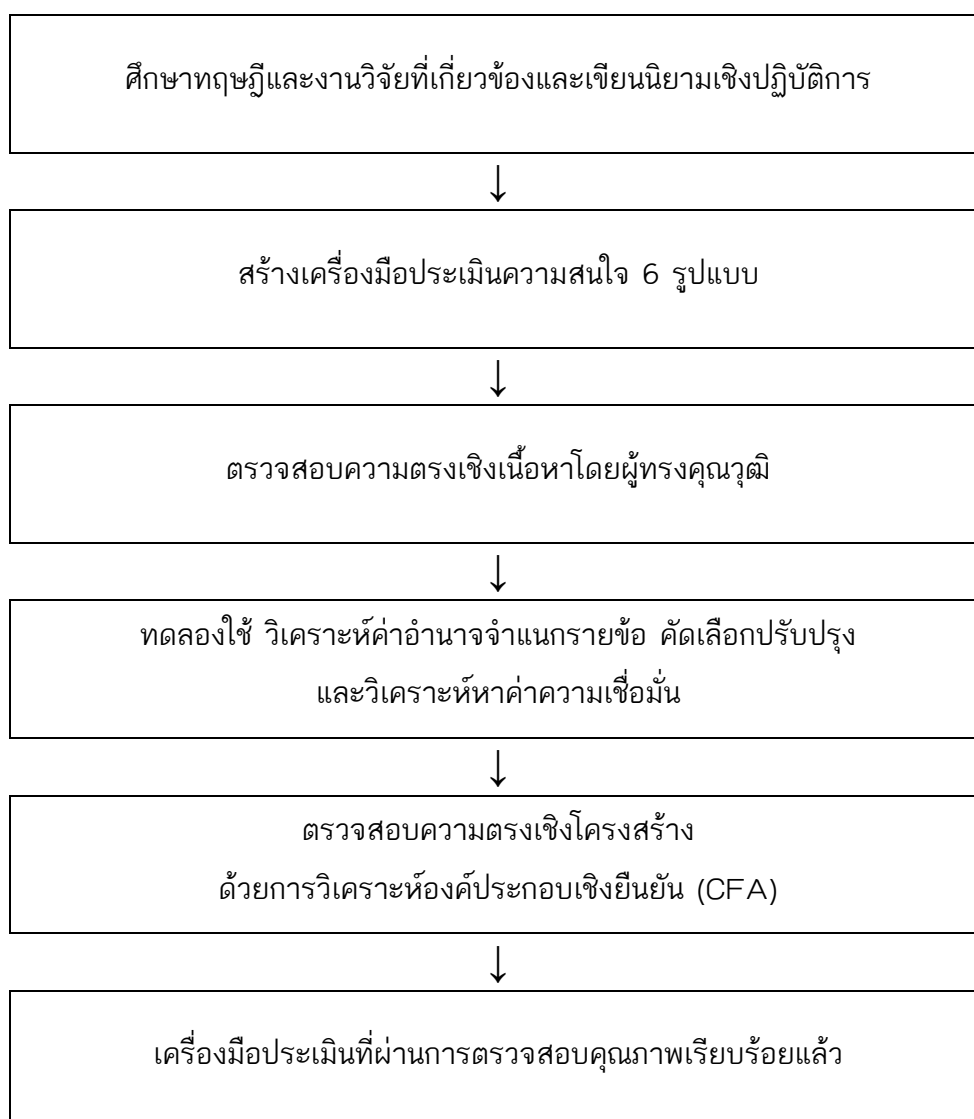 ศึกษาทฤษฎีและงานวิจัยที่เกี่ยวข้องและเขียนนิยามเชิงปฏิบัติการ
↓
สร้างเครื่องมือประเมินความสนใจ 6 รูปแบบ
↓
ตรวจสอบความตรงเชิงเนื้อหาโดยผู้ทรงคุณวุฒิ
↓
ทดลองใช้ วิเคราะห์ค่าอำนาจจำแนกรายข้อ คัดเลือกปรับปรุง
และวิเคราะห์หาค่าความเชื่อมั่น
↓
ตรวจสอบความตรงเชิงโครงสร้าง
ด้วยการวิเคราะห์องค์ประกอบเชิงยืนยัน (CFA)
↓
เครื่องมือประเมินที่ผ่านการตรวจสอบคุณภาพเรียบร้อยแล้ว